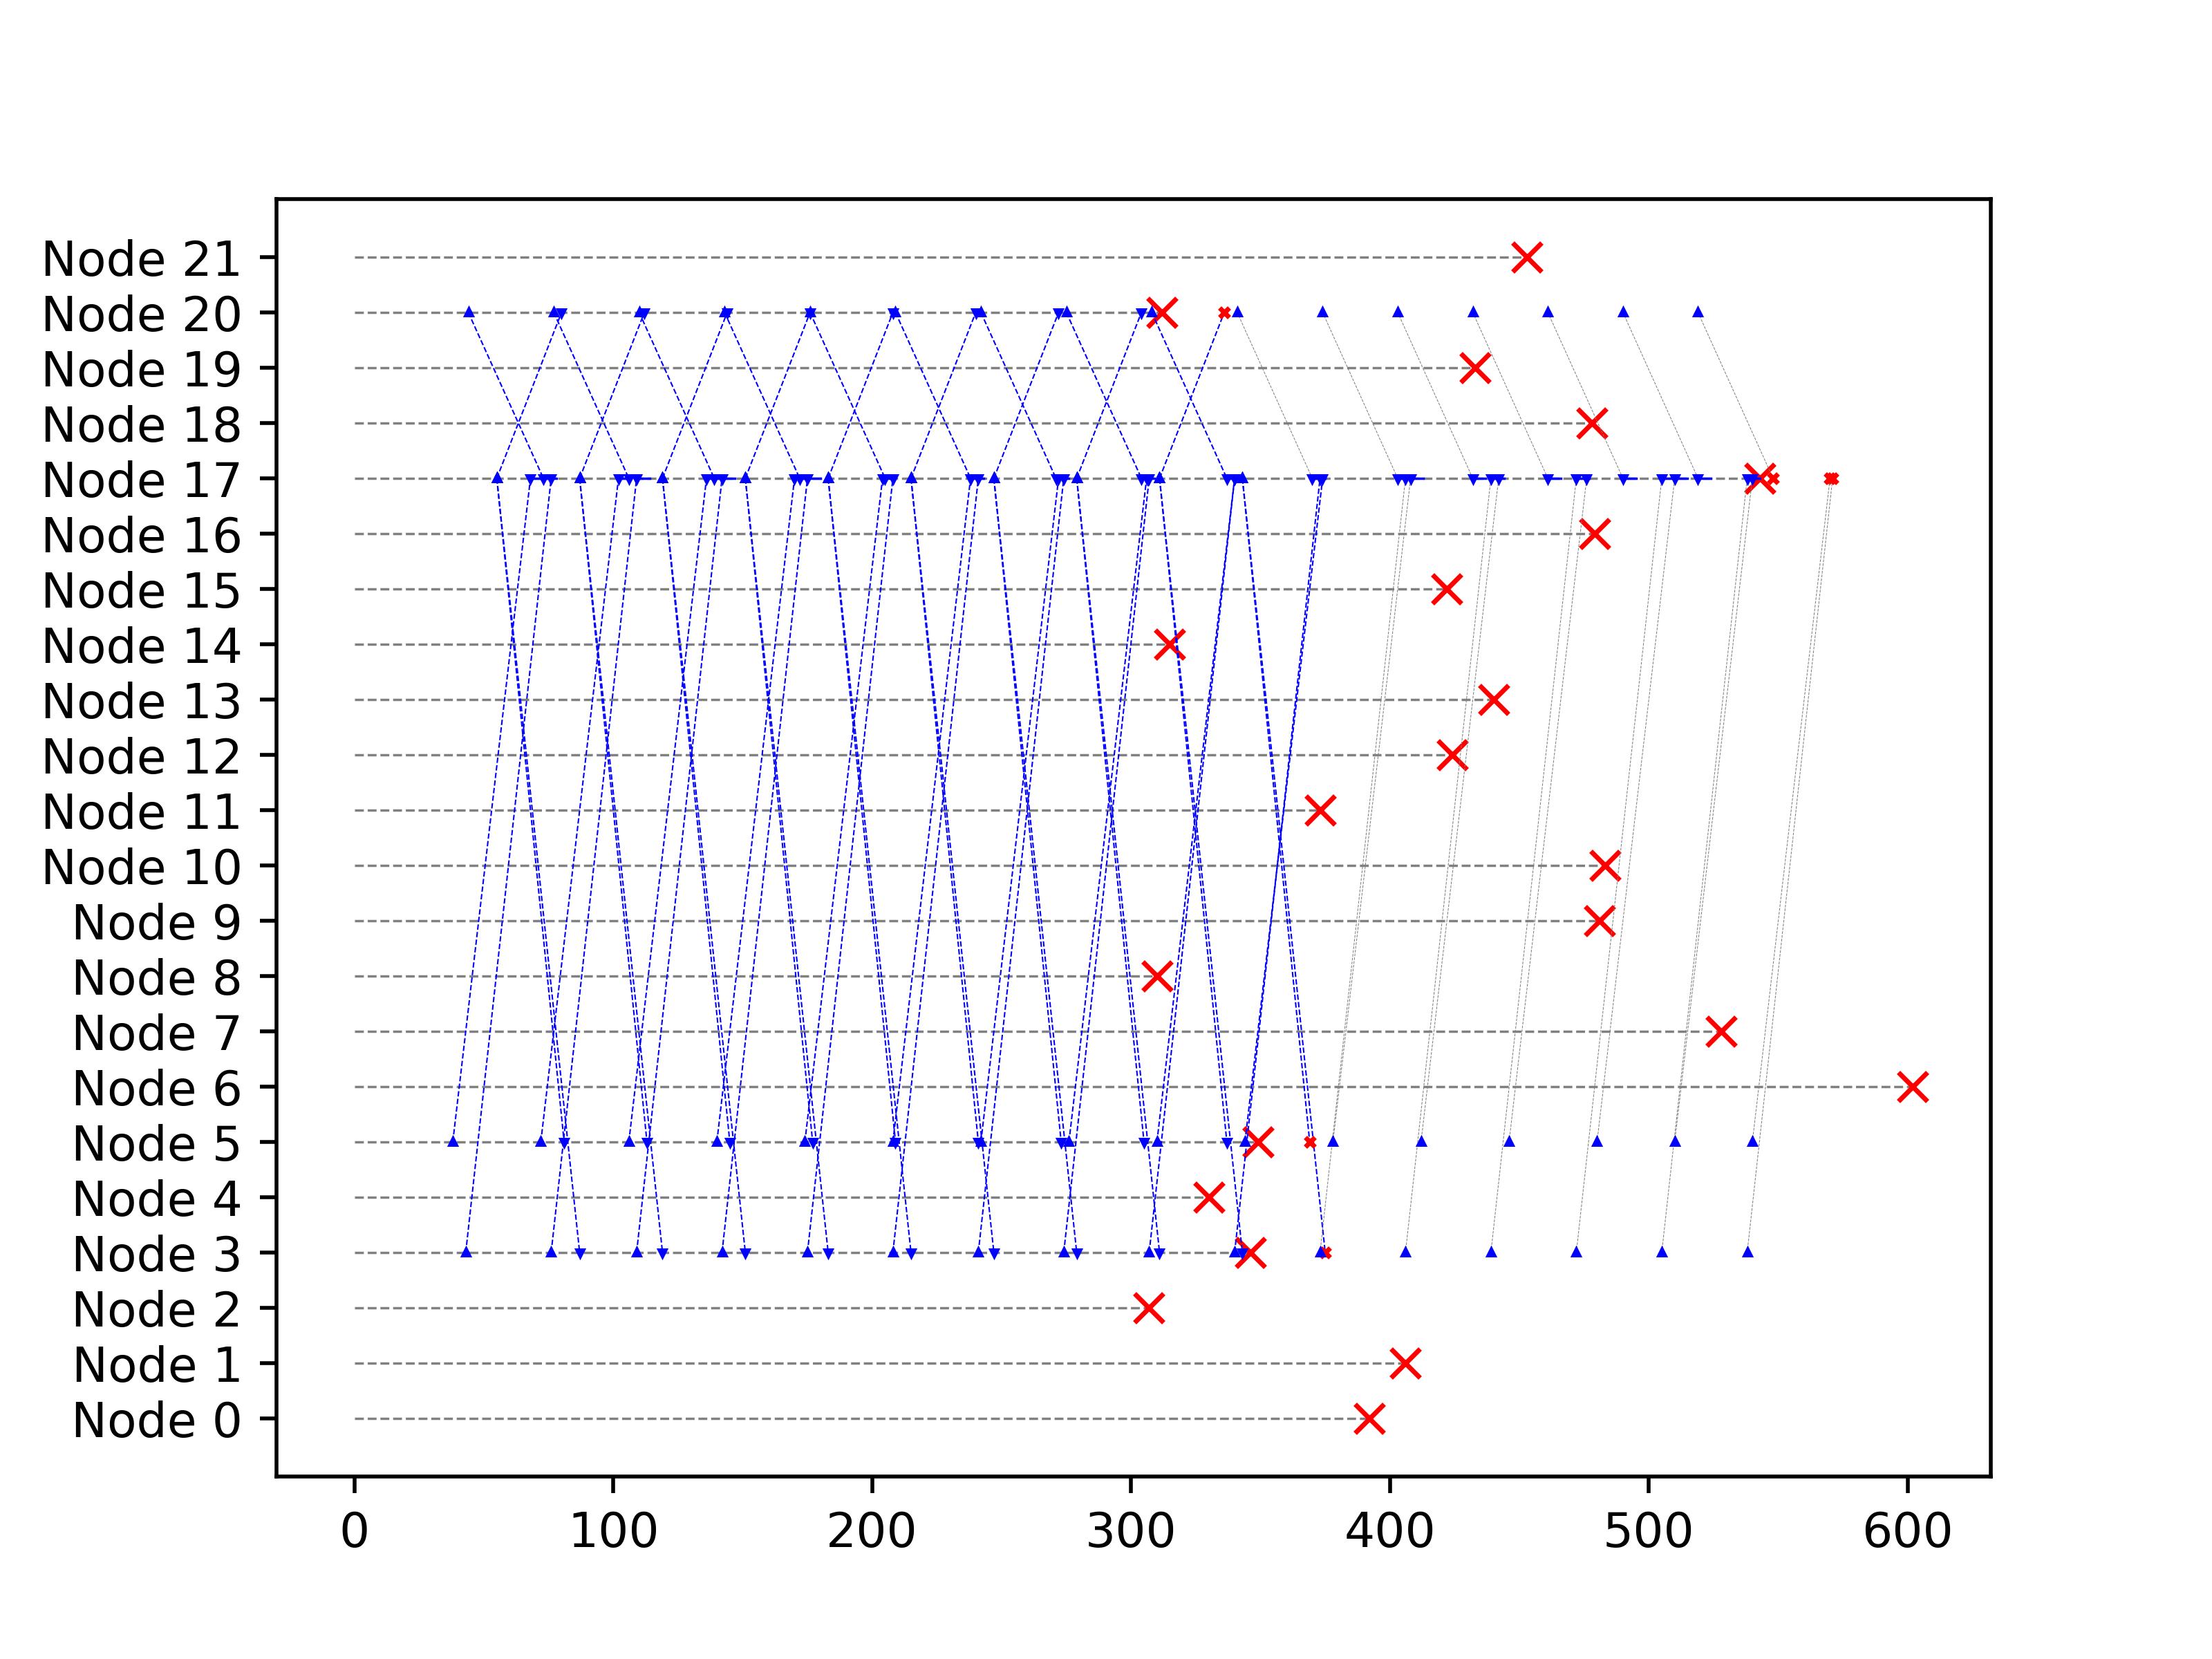 Node 21
Node 20
Node 19
Node 18
Node 17
Node 16
Node 15
Node 14
Node 13
Node 12
Node 11
Node 10
Node 9
Node 8
Node 7
Node 6
Node 5
Node 4
Node 3
Node 2
Node 1
Node 0
0 100 200 300 400 500 600